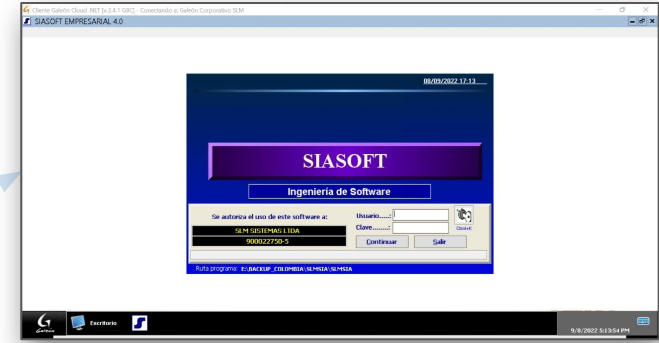 Cliente Galeón Cloud .NET [v.3.4.1 GBC] - Conectando a: Galeón Corporativo SLM
SIASOFT EMPRESARIAL 4.0
08/09/2022 17:13
SIASOFT
Ingeniería de Software
Se autoriza el uso de este software a:
SLM SISTEMAS LTDA
900022750-5
Usuario.....:
Clave........:
Ctrl+K
Continuar
Salir
Ruta programa: E:\BACKUP_COLOMBIA\SLMSIA\SLMSIA
Galeón
Escritorio
9/8/2022 5:13:54 PM